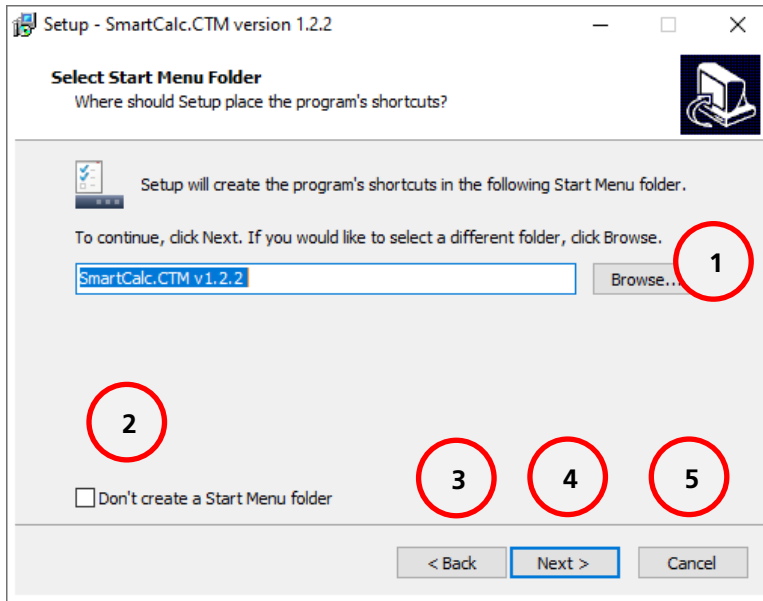 Setup - SmartCalc.CTM version 1.2.2
Select Start Menu Folder
Where should Setup place the program's shortcuts?
Setup will create the program's shortcuts in the following Start Menu folder.
To continue, click Next. If you would like to select a different folder, click Browse.
1
SmartCalc.CTM v1.2.2
Browse...
2
3
4
5
Don't create a Start Menu folder
< Back
Next >
Cancel